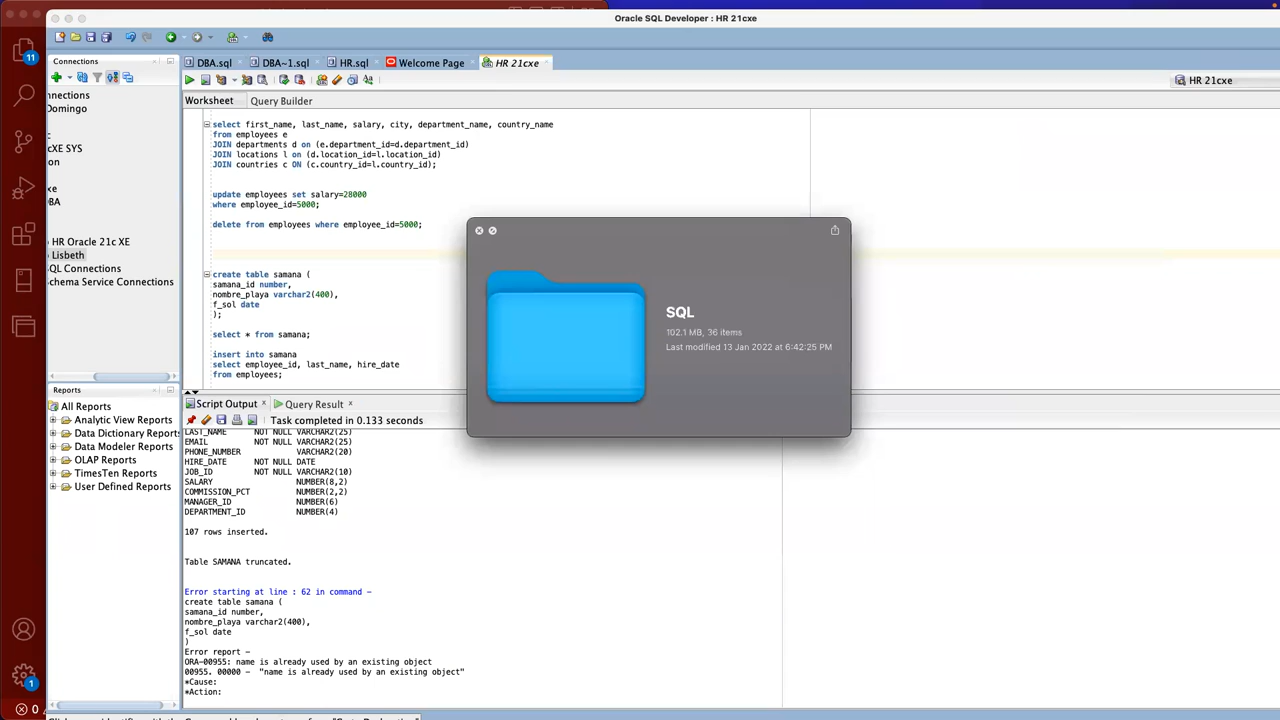 Oracle SQL Developer : HR 21cxe
11
Connections
DBA.sql
DBA~1.sql
HR.sql
Welcome Page
HR 21cxe
HR 21cxe
Worksheet
Query Builder
nnections
Domingo
cXE SYS
HR Oracle 21c XE
Lisbeth
SQL Connections
Schema Service Connections
select first_name, last_name, salary, city, department_name, country_name
from employees e
JOIN departments d on (e.department_id=d.department_id)
JOIN locations l on (d.location_id=l.location_id)
JOIN countries c ON (c.country_id=l.country_id);
update employees set salary=28000
where employee_id=5000;
delete from employees where employee_id=5000;
create table samana (
samana_id number,
nombre_playa varchar2(400),
f_sol date
);
select * from samana;
insert into samana
select employee_id, last_name, hire_date
from employees;
SQL
102.1 MB, 36 items
Last modified 13 Jan 2022 at 6:42:25 PM
Reports
All Reports
Analytic View Reports
Data Dictionary Reports
Data Modeler Reports
OLAP Reports
TimesTen Reports
User Defined Reports
Script Output
Query Result
Task completed in 0.133 seconds
LAST_NAME NOT NULL VARCHAR2(25)
EMAIL NOT NULL VARCHAR2(25)
PHONE_NUMBER VARCHAR2(20)
HIRE_DATE NOT NULL DATE
JOB_ID NOT NULL VARCHAR2(10)
SALARY NUMBER(8,2)
COMMISSION_PCT NUMBER(2,2)
MANAGER_ID NUMBER(6)
DEPARTMENT_ID NUMBER(4)
107 rows inserted.
Table SAMANA truncated.
Error starting at line : 62 in command -
create table samana (
samana_id number,
nombre_playa varchar2(400),
f_sol date
)
Error report -
ORA-00955: name is already used by an existing object
00955. 00000 - "name is already used by an existing object"
*Cause:
*Action:
1
0